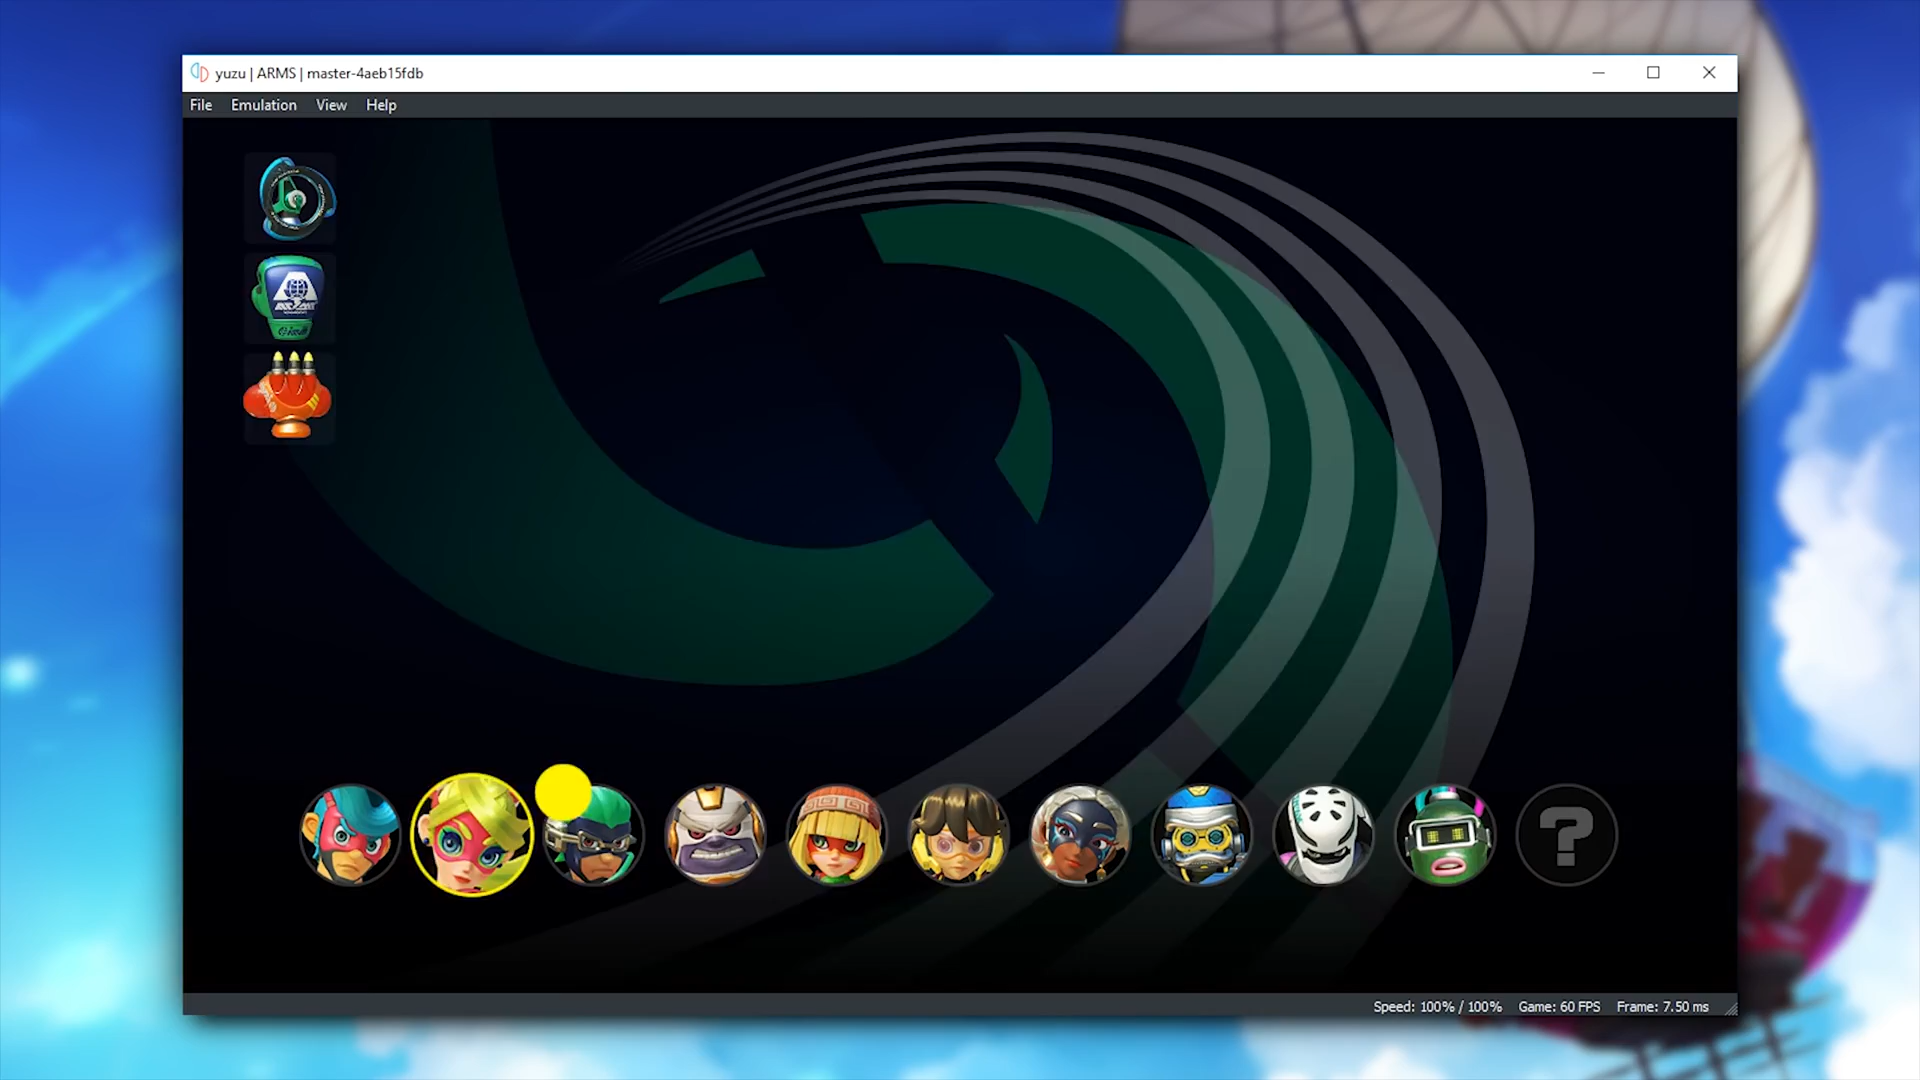 yuzu | ARMS | master-4aeb15fdb
File Emulation View Help
?
Speed: 100% / 100% Game: 60 FPS Frame: 7.50 ms